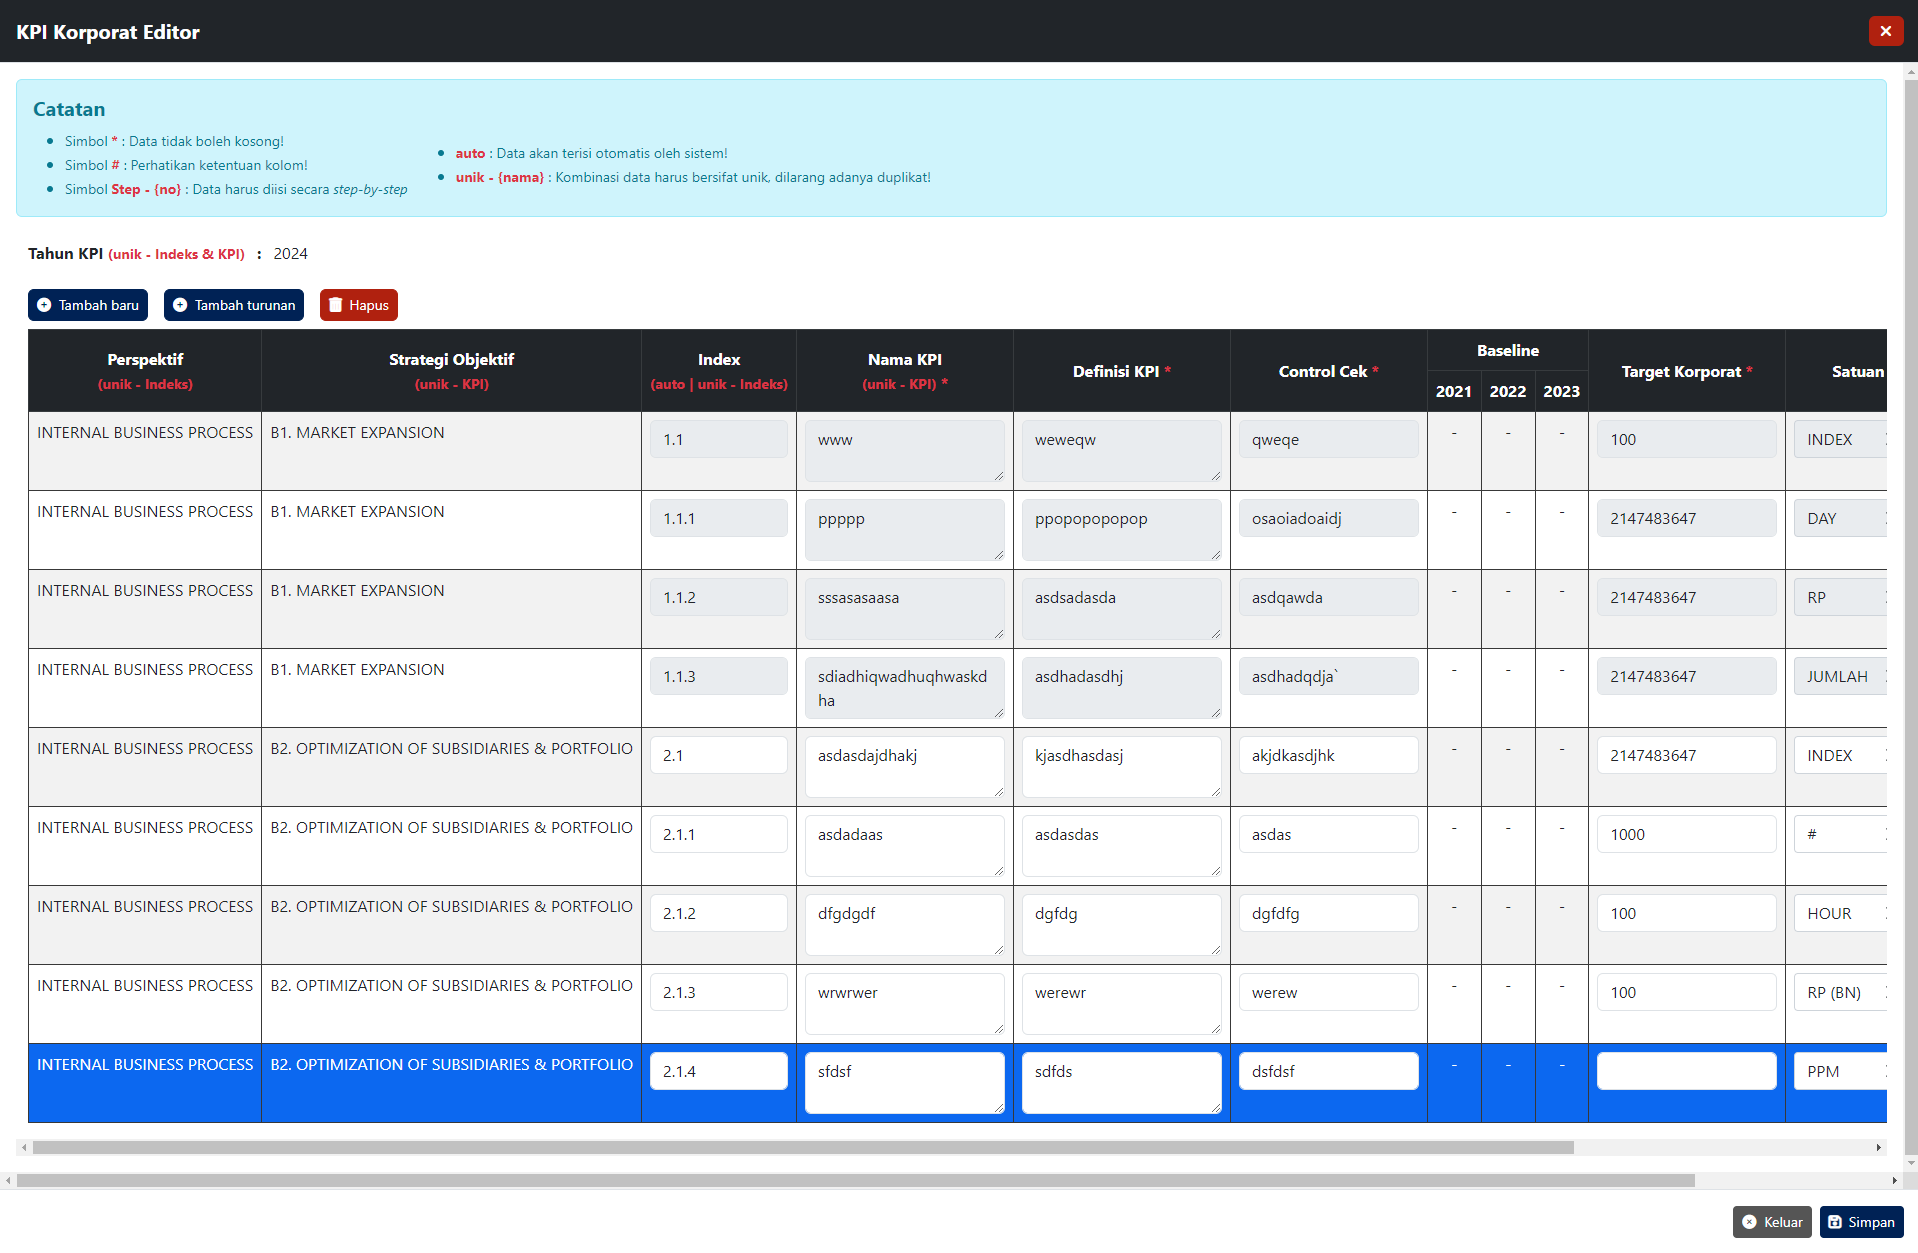 KPI Korporat Editor
Catatan
Simbol * : Data tidak boleh kosong!
Simbol # : Perhatikan ketentuan kolom!
Simbol Step - {no} : Data harus diisi secara step-by-step
auto : Data akan terisi otomatis oleh sistem!
unik - {nama} : Kombinasi data harus bersifat unik, dilarang adanya duplikat!
Tahun KPI (unik - Indeks & KPI) : 2024
Tambah baru Tambah turunan Hapus
Perspektif (unik - Indeks) Strategi Objektif (unik - KPI) Index (auto | unik - Indeks) Nama KPI (unik - KPI) * Definisi KPI * Control Cek * Baseline 2021 2022 2023 Target Korporat * Satuan
INTERNAL BUSINESS PROCESS B1. MARKET EXPANSION 1.1 www weweqw qweqe - - - 100 INDEX
INTERNAL BUSINESS PROCESS B1. MARKET EXPANSION 1.1.1 ppppp ppopopopopop osaoiadoaidj - - - 2147483647 DAY
INTERNAL BUSINESS PROCESS B1. MARKET EXPANSION 1.1.2 sssasasaasa asdsadasda asdqawda - - - 2147483647 RP
INTERNAL BUSINESS PROCESS B1. MARKET EXPANSION 1.1.3 sdiadhiqwadhuqhwaskdha asdhadasdhj asdhadqdja` - - - 2147483647 JUMLAH
INTERNAL BUSINESS PROCESS B2. OPTIMIZATION OF SUBSIDIARIES & PORTFOLIO 2.1 asdasdajdhakj kjasdhasdasj akjdkasdjhk - - - 2147483647 INDEX
INTERNAL BUSINESS PROCESS B2. OPTIMIZATION OF SUBSIDIARIES & PORTFOLIO 2.1.1 asdadaas asdasdas asdas - - - 1000 #
INTERNAL BUSINESS PROCESS B2. OPTIMIZATION OF SUBSIDIARIES & PORTFOLIO 2.1.2 dfgdgdf dgfdg dgfdfg - - - 100 HOUR
INTERNAL BUSINESS PROCESS B2. OPTIMIZATION OF SUBSIDIARIES & PORTFOLIO 2.1.3 wrwrwer werewr werew - - - 100 RP (BN)
INTERNAL BUSINESS PROCESS B2. OPTIMIZATION OF SUBSIDIARIES & PORTFOLIO 2.1.4 sfdsf sdfds dsfdsf - - - PPM
Keluar Simpan